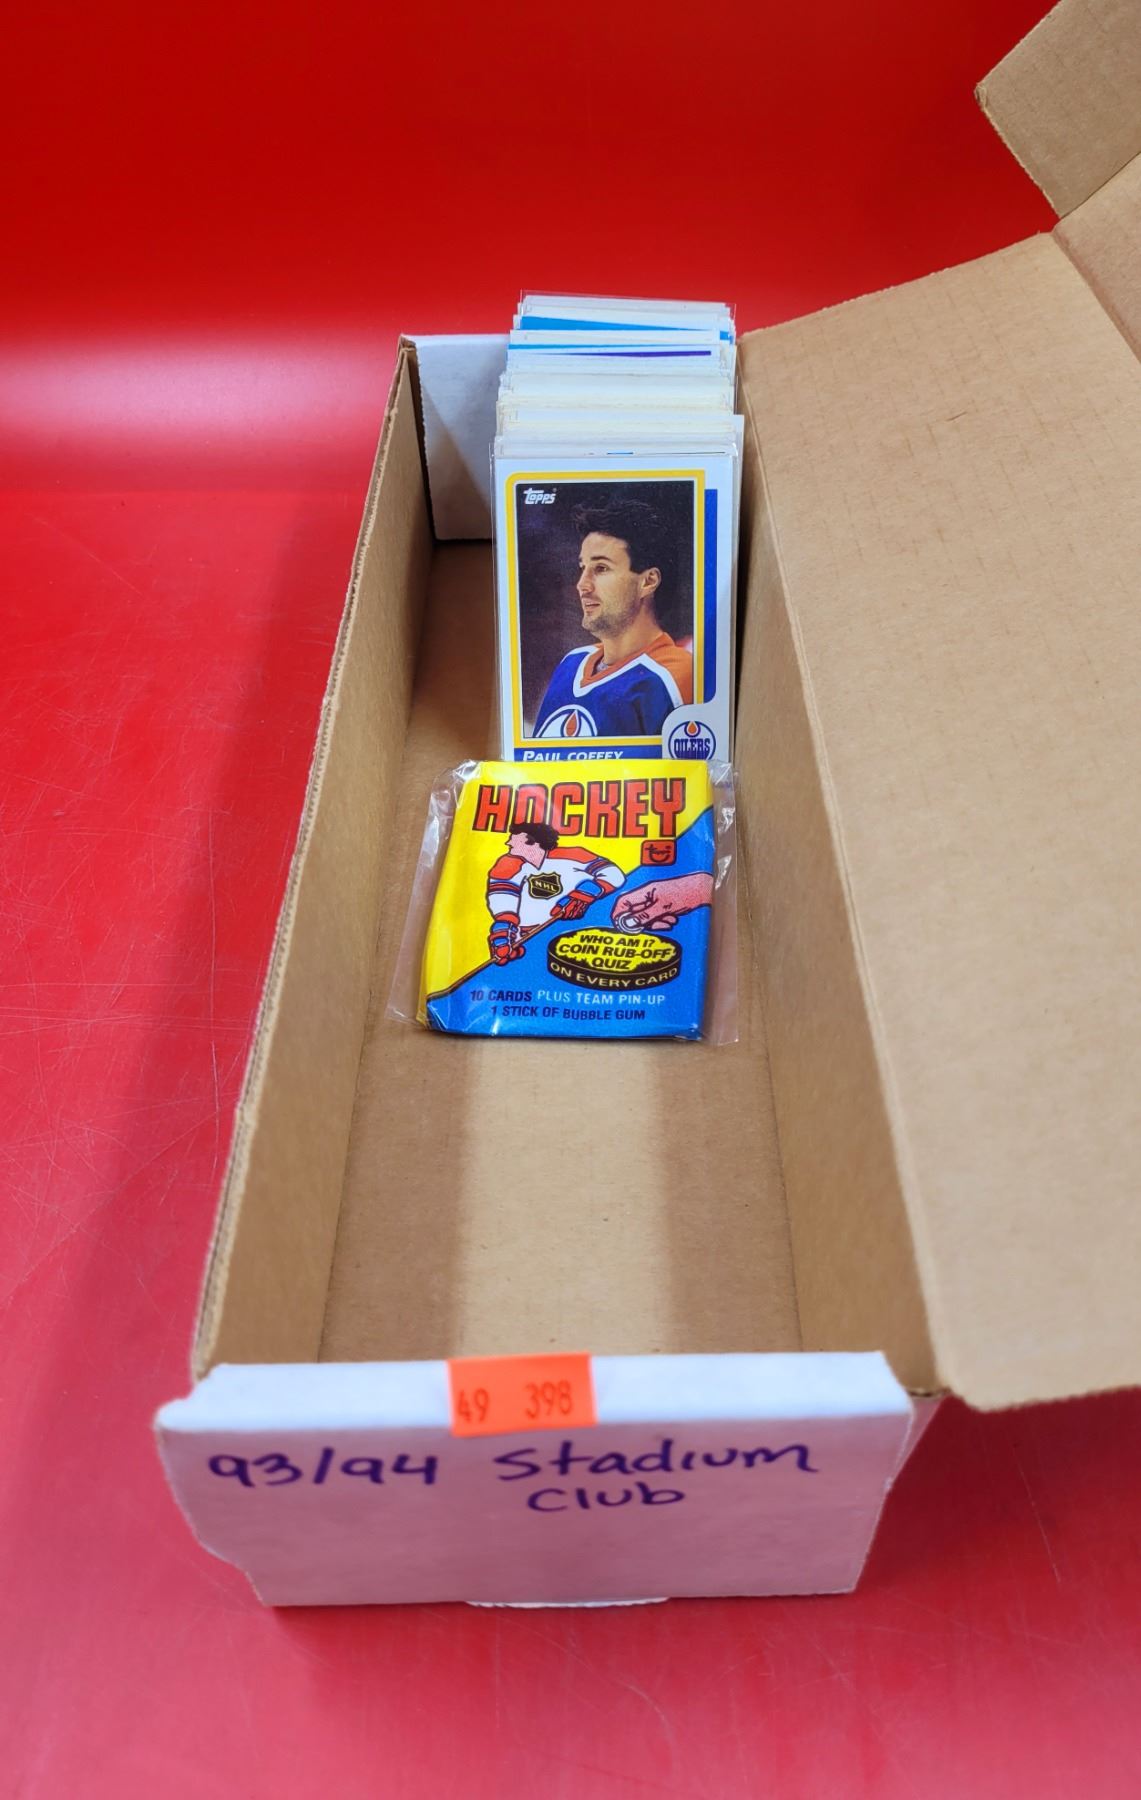 topps
PAUL COFFEY
OILERS
HOCKEY
topps
NHL
WHO AM I?
COIN RUB-OFF
QUIZ
ON EVERY CARD
10 CARDS PLUS TEAM PIN-UP
1 STICK OF BUBBLE GUM
49 398
93/94 Stadium
Club